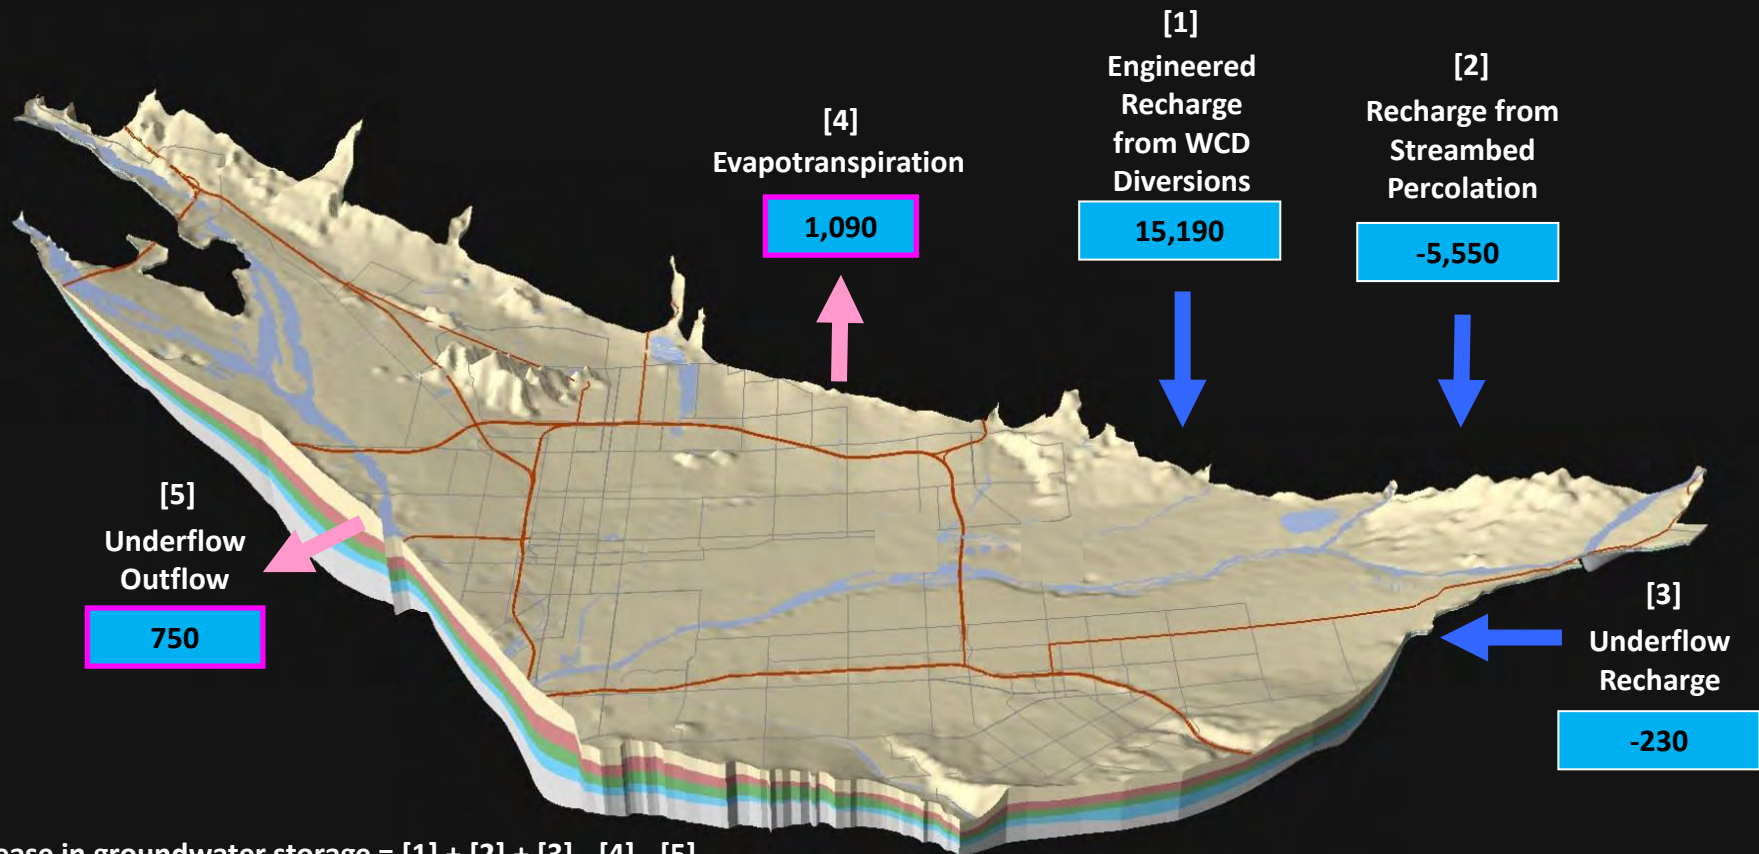 [1]
Engineered
Recharge
from WCD
Diversions
15,190
[2]
Recharge from
Streambed
Percolation
-5,550
[4]
Evapotranspiration
1,090
[5]
Underflow
Outflow
750
[3]
Underflow
Recharge
-230
in groundwater storage = [1] + [2] + [3] - [4] - [5]